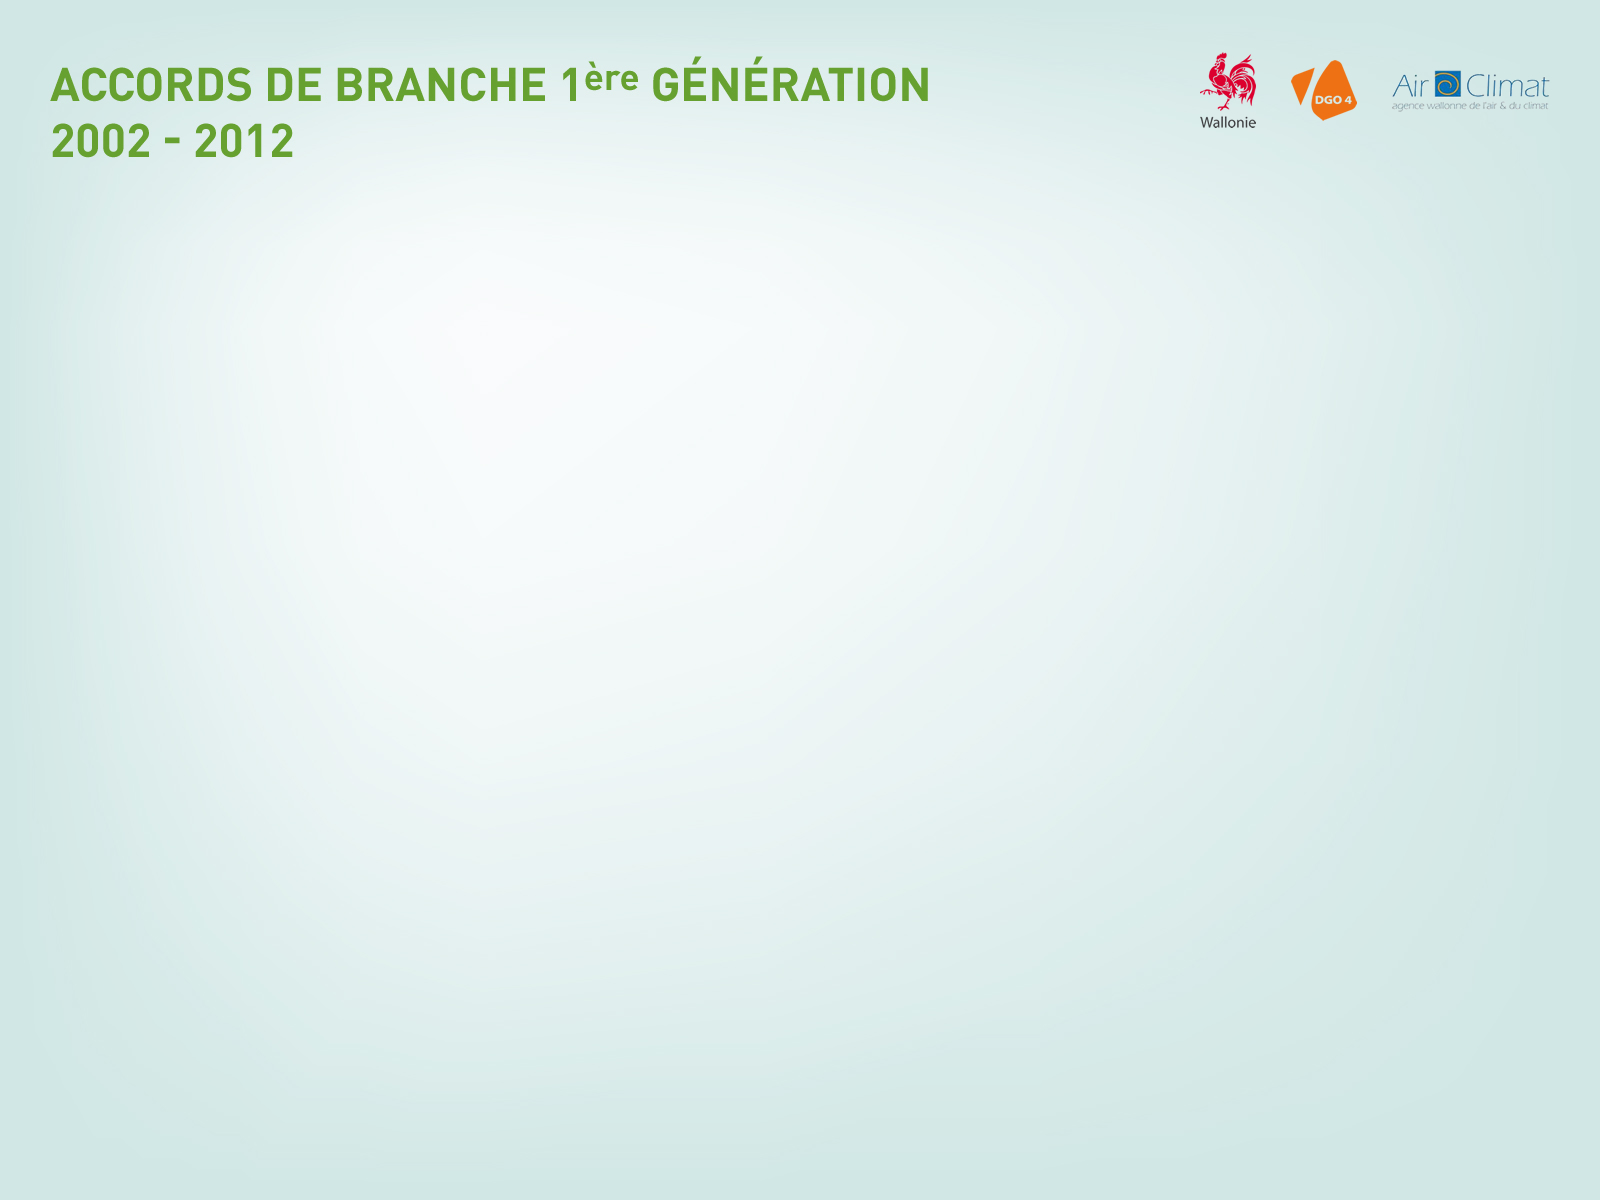 ACCORDS DE BRANCHE 1ère GÉNÉRATION
2002 - 2012
Wallonie
DGO 4
Air Climat
agence wallonne de l'air & du climat